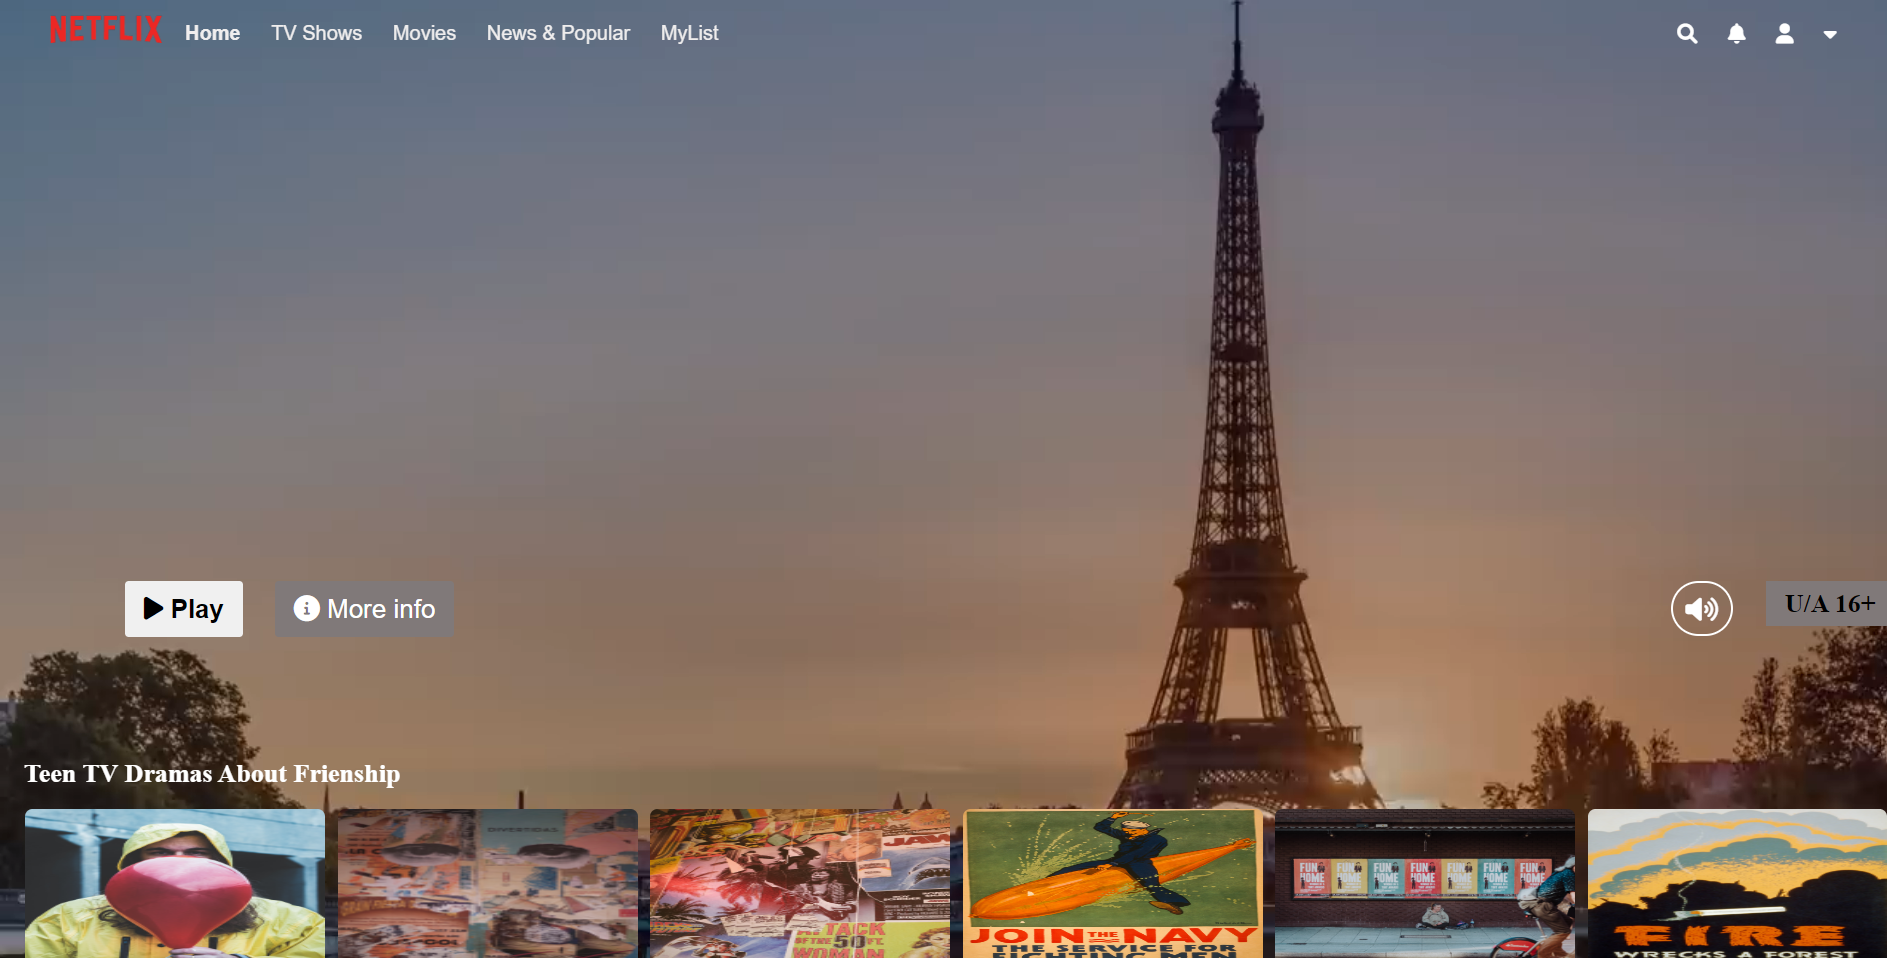 NETFLIX Home TV Shows Movies News & Popular MyList
Play More info U/A 16+
Teen TV Dramas About Frienship
DIVERTIDAS
ATTACK
OF THE 50 FT.
WOMAN
JOIN THE NAVY
THE SERVICE FOR
FIGHTING MEN
FUN HOME FUN HOME FUN HOME FUN HOME FUN HOME FUN HOME FUN HOME
FIRE
WRECKS A FOREST